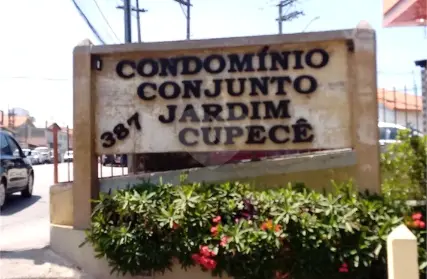 CONDOMÍNIO
CONJUNTO
JARDIM
CUPECÊ
387